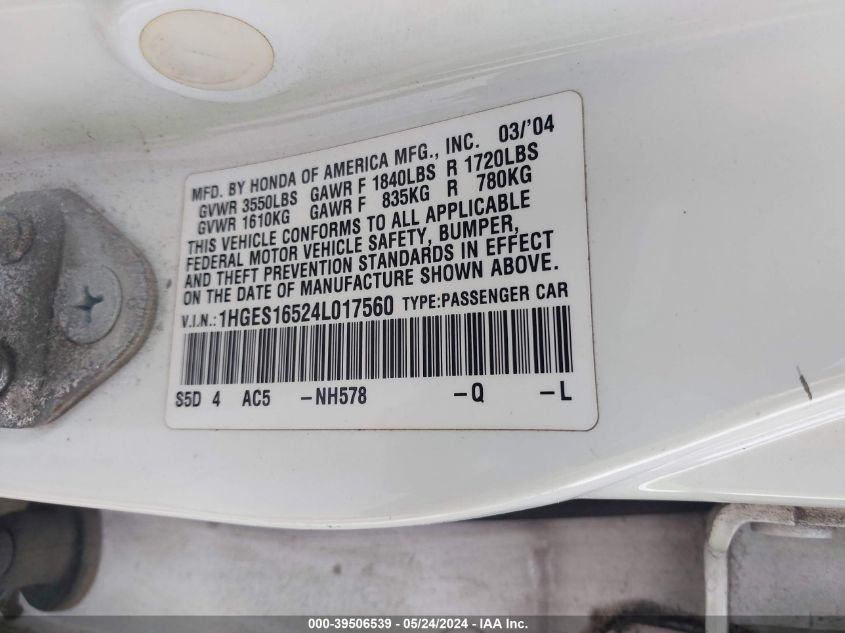 MFD. BY HONDA OF AMERICA MFG., INC. 03/'04
GVWR 3550LBS GAWR F 1840LBS R 1720LBS
GVWR 1610KG GAWR F 835KG R 780KG
THIS VEHICLE CONFORMS TO ALL APPLICABLE
FEDERAL MOTOR VEHICLE SAFETY, BUMPER,
AND THEFT PREVENTION STANDARDS IN EFFECT
ON THE DATE OF MANUFACTURE SHOWN ABOVE.
V.I.N.: 1HGES16524L017560 TYPE:PASSENGER CAR
S5D 4 AC5 -NH578 -Q -L
000-39506539 / 05/24/2024 - IAA Inc.